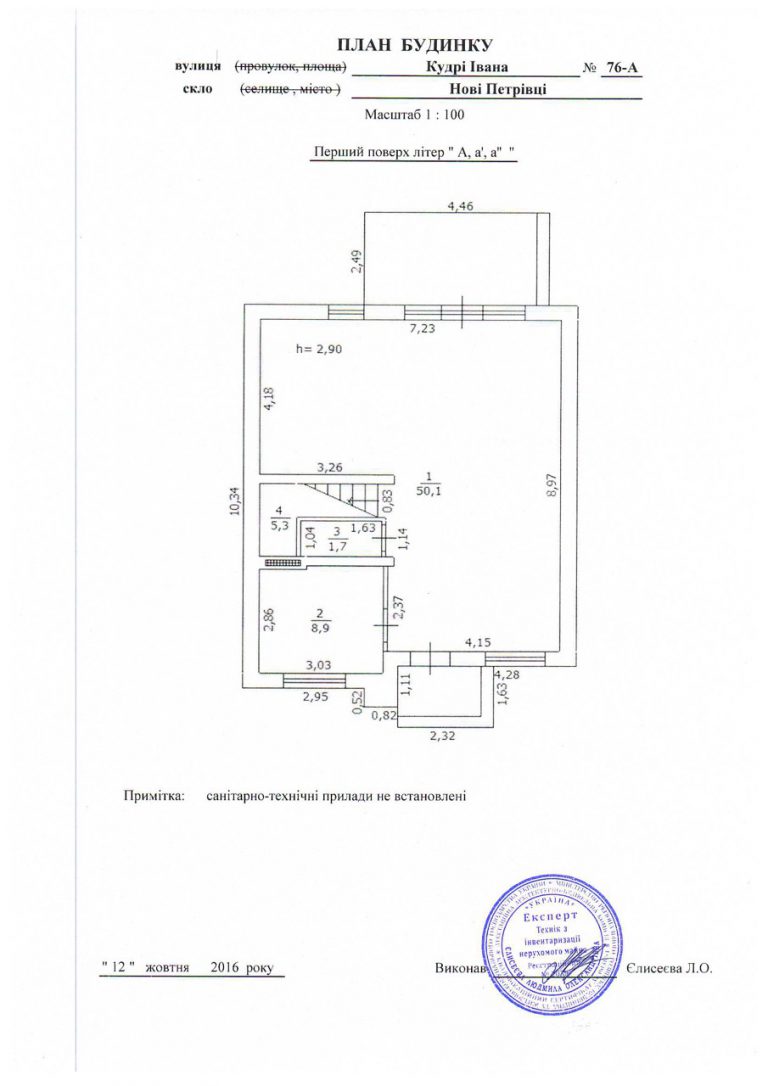 ПЛАН БУДИНКУ
вулиця (провулок, площа) Кудрі Івана № 76-А
скло (селище , місто ) Нові Петрівці
Масштаб 1 : 100
Перший поверх літер " А, а', а" "
4,46
2,49
7,23
h= 2,90
4,18
3,26
1
50,1
8,97
10,34
0,83
4
5,3
1,63
3
1,7
1,04
1,14
2,86
2
8,9
2,37
3,03
4,15
2,95
0,52
0,82
1,11
4,28
1,63
2,32
Примітка: санітарно-технічні прилади не встановлені
"УКРАЇНА"
Експерт
Технік з
інвентаризації
нерухомого майна
ЄЛИСЕЄВА ЛЮДМИЛА ОЛЕКСАНДРІВНА
" 12 " жовтня 2016 року
Виконав Єлисеєва Л.О.